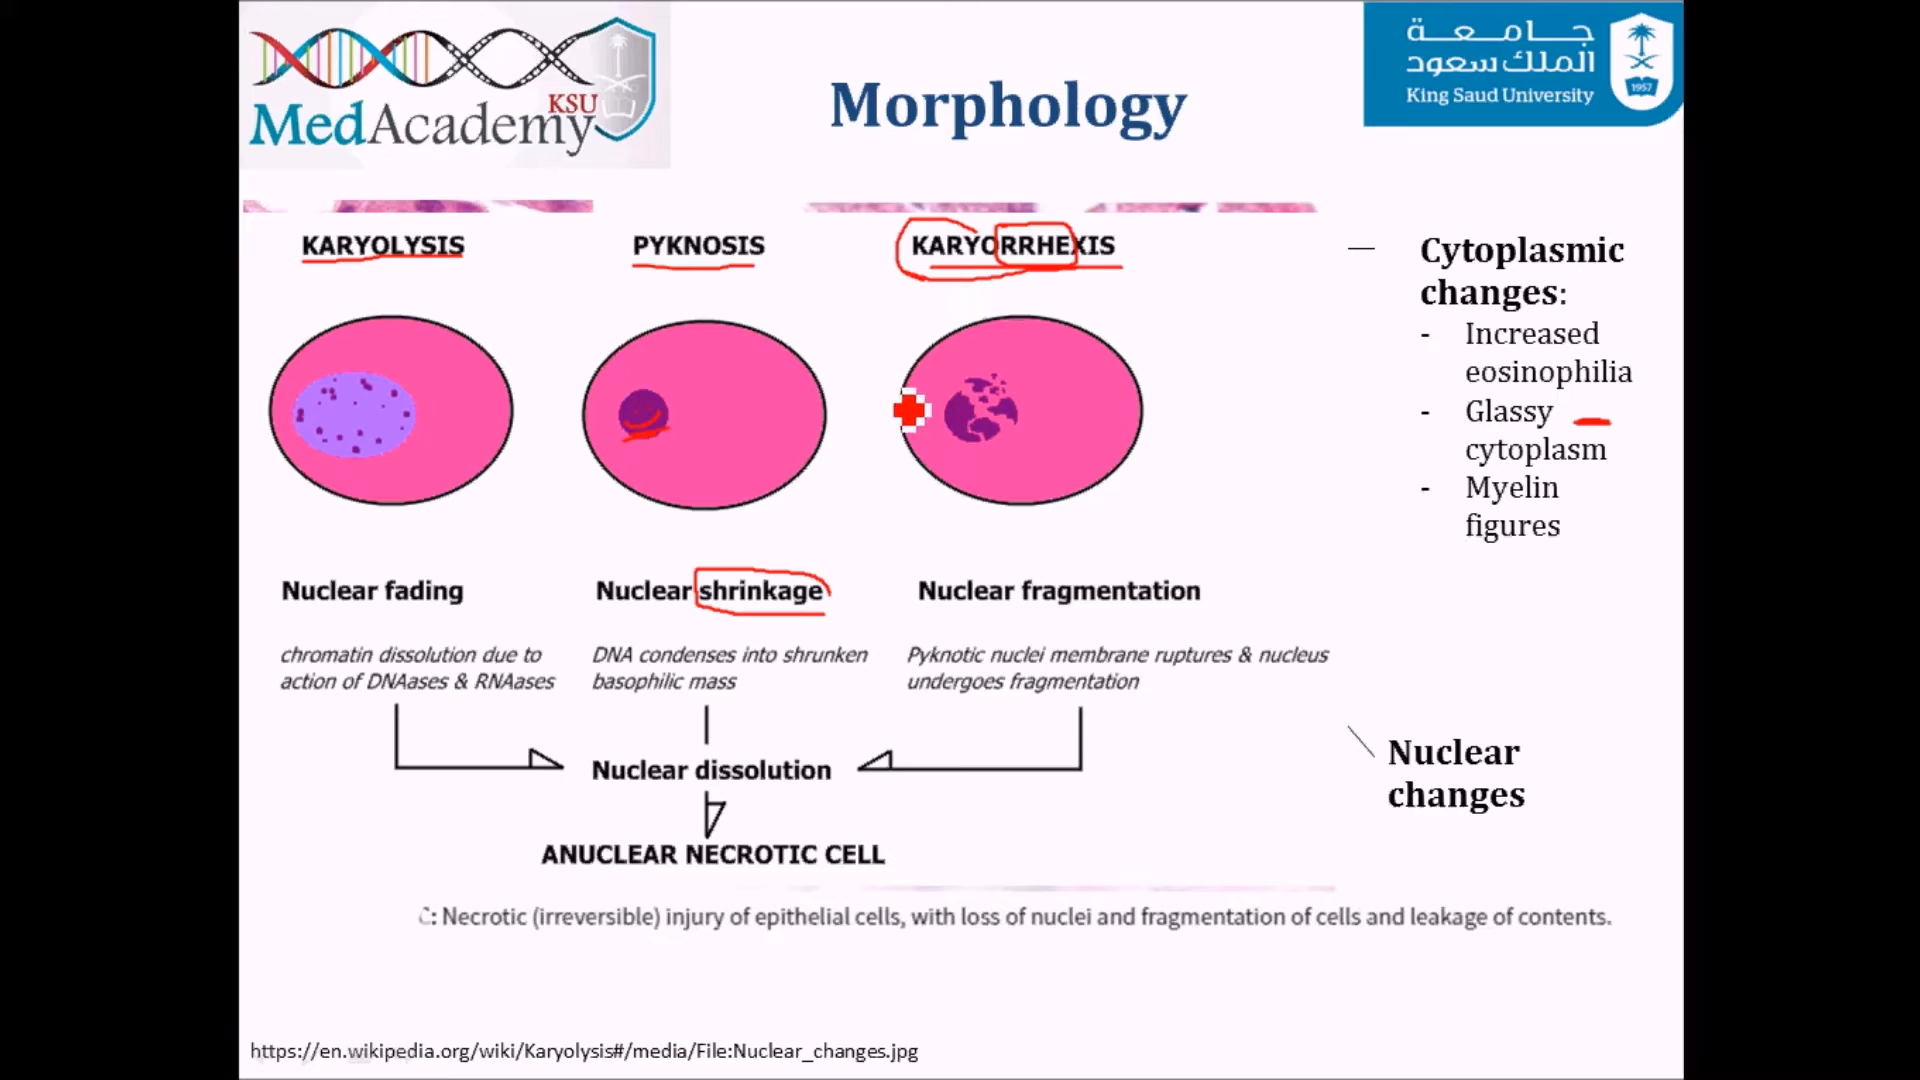 KSU
MedAcademy
Morphology
جامعة
الملك سعود
King Saud University
1957
KARYOLYSIS
PYKNOSIS
KARYORRHEXIS
Nuclear fading
Nuclear shrinkage
Nuclear fragmentation
chromatin dissolution due to
action of DNAases & RNAases
DNA condenses into shrunken
basophilic mass
Pyknotic nuclei membrane ruptures & nucleus
undergoes fragmentation
Nuclear dissolution
ANUCLEAR NECROTIC CELL
Cytoplasmic
changes:
- Increased
eosinophilia
- Glassy
cytoplasm
- Myelin
figures
Nuclear
changes
C: Necrotic (irreversible) injury of epithelial cells, with loss of nuclei and fragmentation of cells and leakage of contents.
https://en.wikipedia.org/wiki/Karyolysis#/media/File:Nuclear_changes.jpg